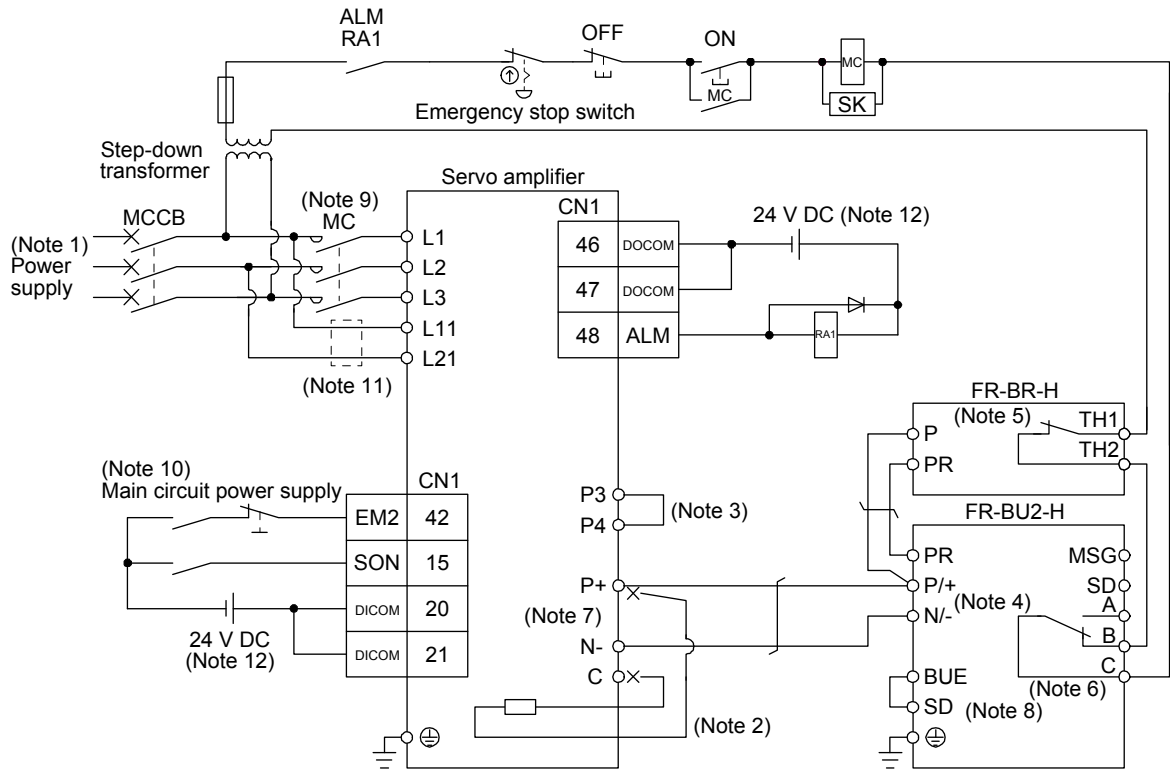 ALM
RA1
OFF
ON
MC
MC
SK
Emergency stop switch
Step-down
transformer
Servo amplifier
(Note 9)
MC
MCCB
(Note 1)
Power
supply
L1
L2
L3
L11
L21
(Note 11)
CN1
46 DOCOM
47 DOCOM
48 ALM
24 V DC (Note 12)
RA1
FR-BR-H
(Note 5)
P
PR
TH1
TH2
(Note 10)
Main circuit power supply
CN1
EM2 42
SON 15
DICOM 20
DICOM 21
24 V DC
(Note 12)
P3
P4
(Note 3)
P+
(Note 7)
N-
C
(Note 2)
FR-BU2-H
PR
P/+
N/-
(Note 4)
MSG
SD
A
B
C
(Note 6)
BUE
SD
(Note 8)